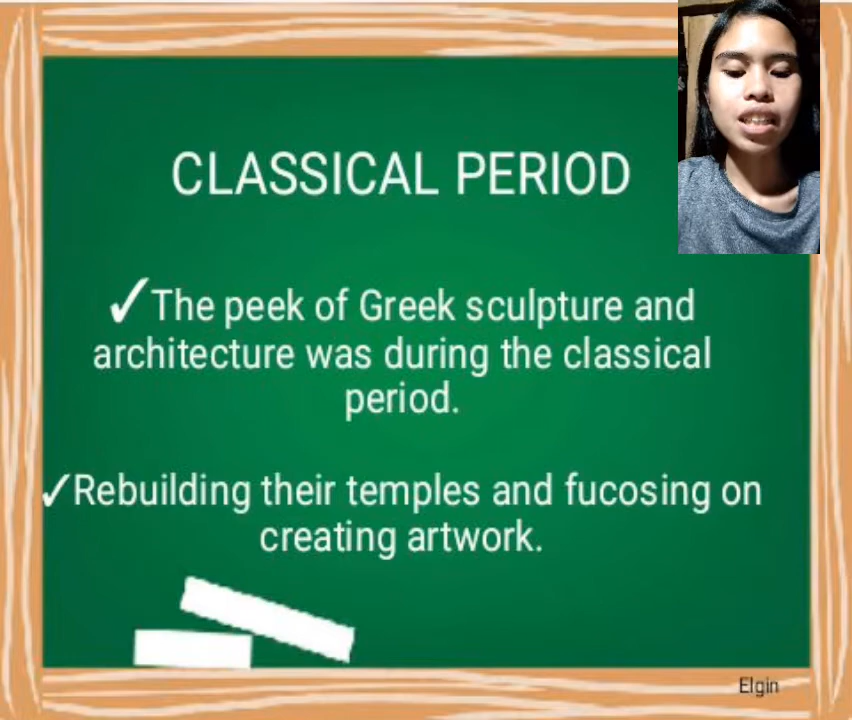 CLASSICAL PERIOD
✓The peek of Greek sculpture and
architecture was during the classical
period.
✓Rebuilding their temples and fucosing on
creating artwork.
Elgin